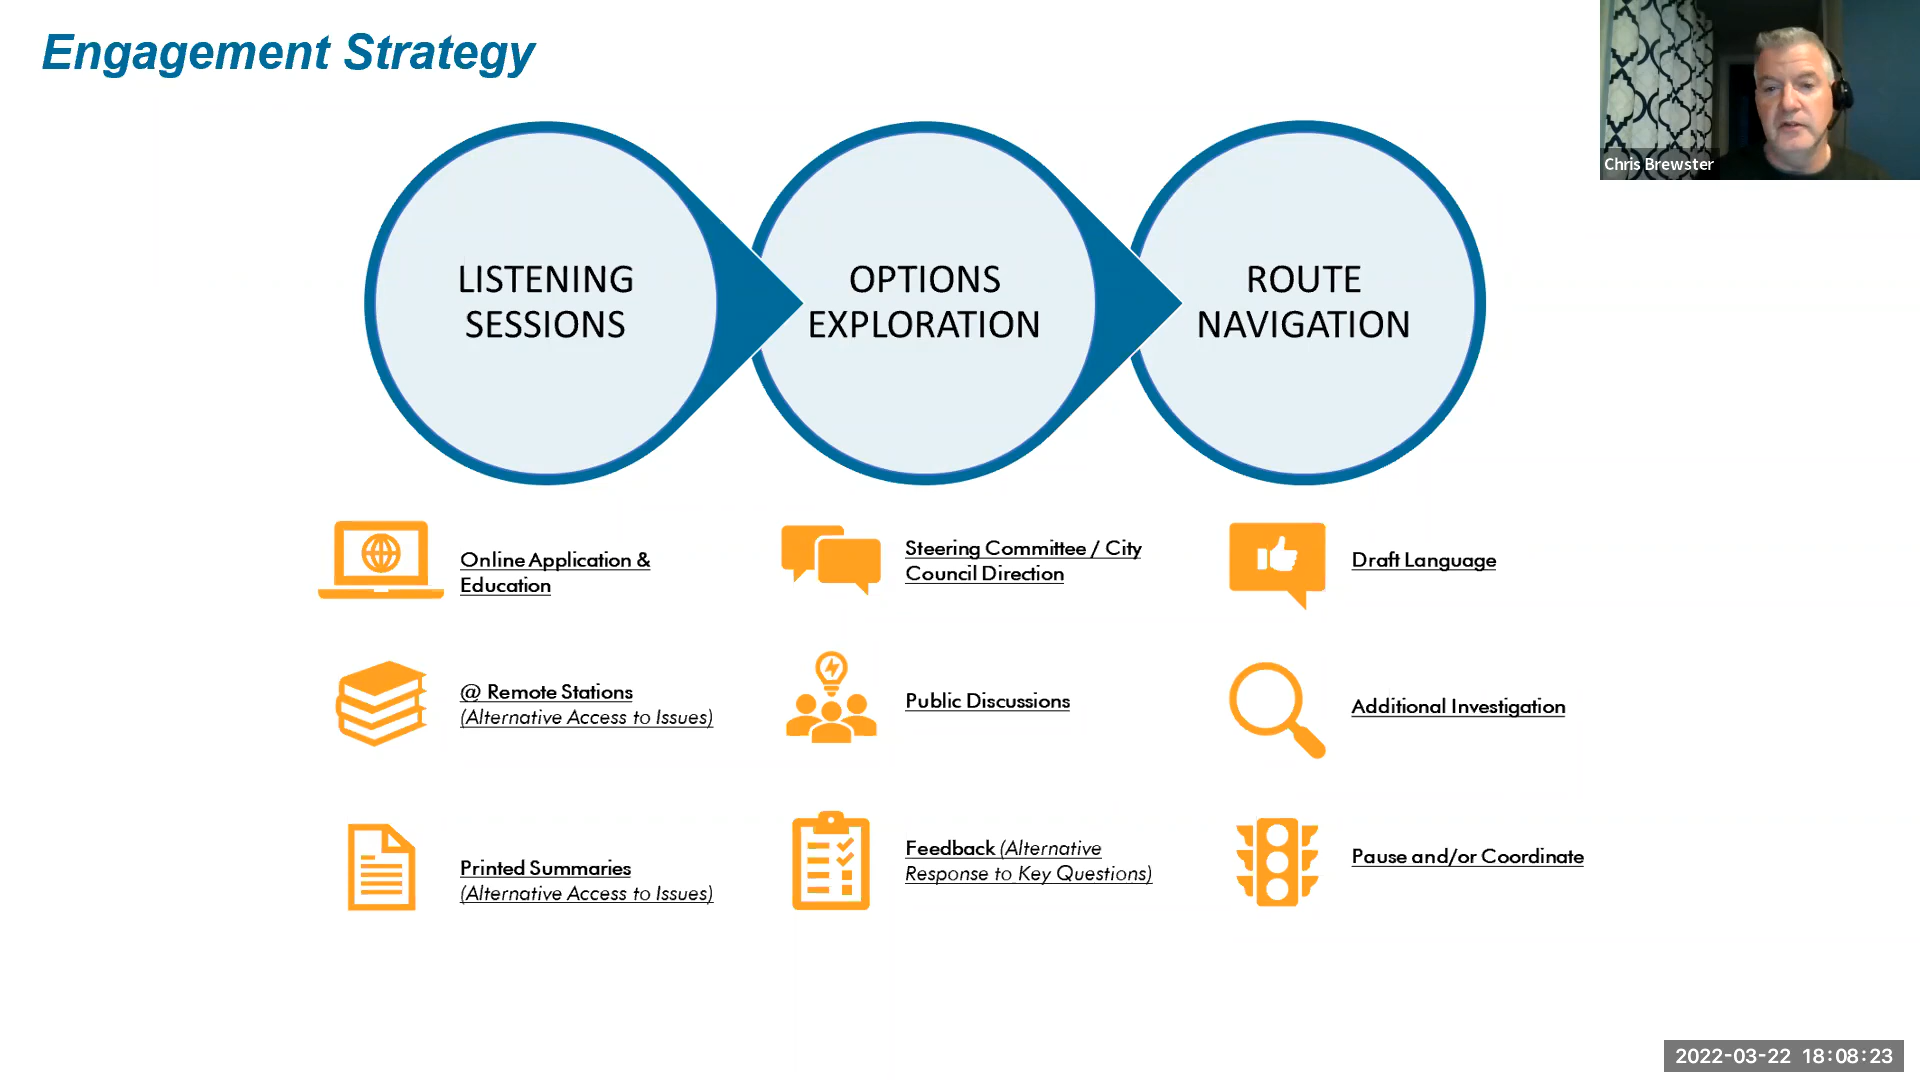 Engagement Strategy
Chris Brewster
LISTENING
SESSIONS
OPTIONS
EXPLORATION
ROUTE
NAVIGATION
Online Application &
Education
@ Remote Stations
(Alternative Access to Issues)
Printed Summaries
(Alternative Access to Issues)
Steering Committee / City
Council Direction
Public Discussions
Feedback (Alternative
Response to Key Questions)
Draft Language
Additional Investigation
Pause and/or Coordinate
2022-03-22 18:08:23